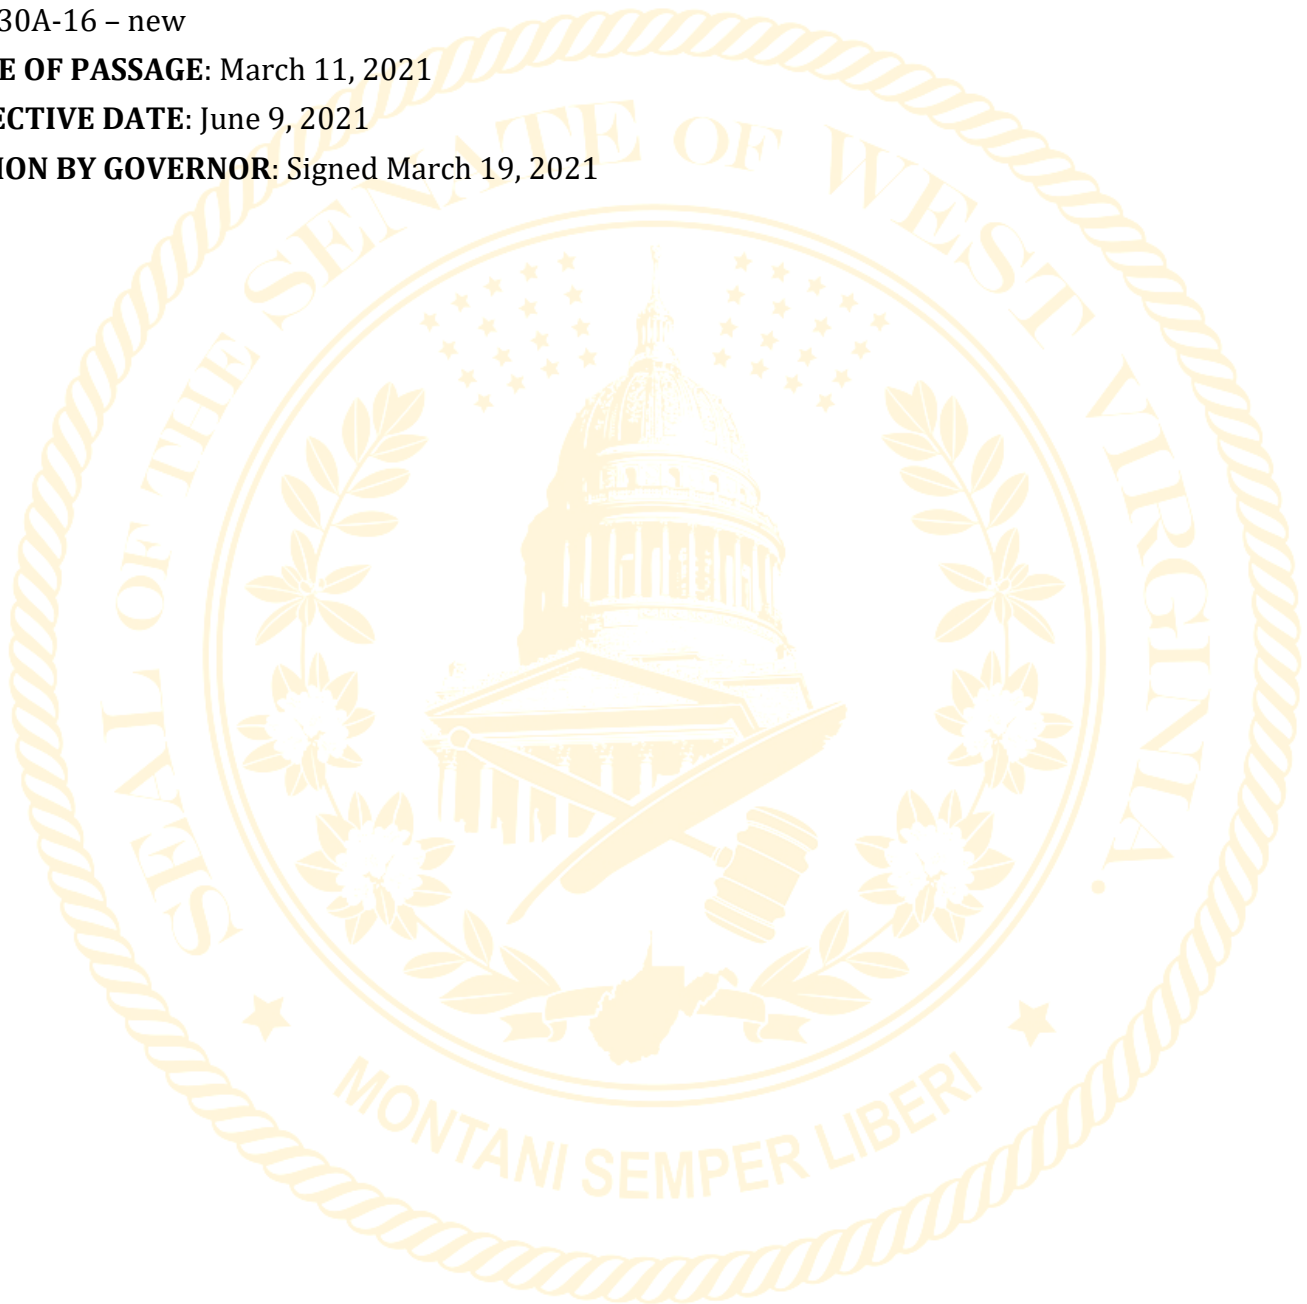 30A-16 – new
E OF PASSAGE: March 11, 2021
ECTIVE DATE: June 9, 2021
ION BY GOVERNOR: Signed March 19, 2021
SEAL OF THE SENATE OF WEST VIRGINIA.
MONTANI SEMPER LIBERI